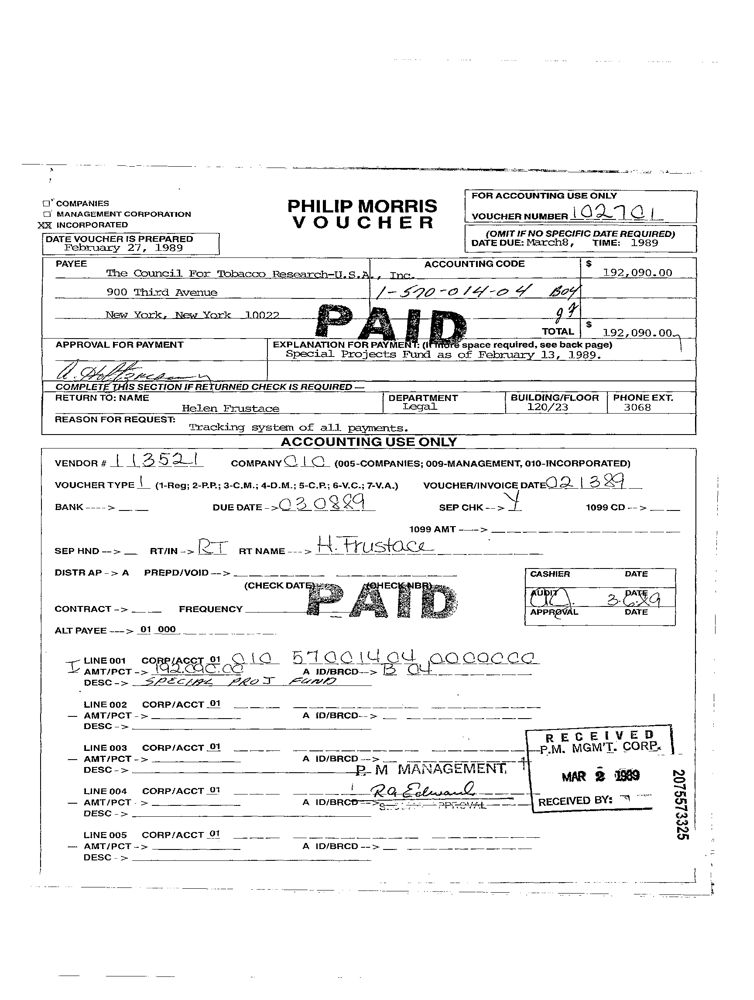 COMPANIES
MANAGEMENT CORPORATION
XX INCORPORATED
PHILIP MORRIS
VOUCHER
FOR ACCOUNTING USE ONLY
VOUCHER NUMBER 102701
(OMIT IF NO SPECIFIC DATE REQUIRED)
DATE DUE: March8, TIME: 1989
DATE VOUCHER IS PREPARED
February 27, 1989
PAYEE ACCOUNTING CODE $
The Council For Tobacco Research-U.S.A., Inc. 192,090.00
900 Third Avenue 1-570-014-04 B04
New York, New York 10022
PAID
TOTAL $ 192,090.00
APPROVAL FOR PAYMENT EXPLANATION FOR PAYMENT: (If more space required, see back page)
Special Projects Fund as of February 13, 1989.
COMPLETE THIS SECTION IF RETURNED CHECK IS REQUIRED —
RETURN TO: NAME DEPARTMENT BUILDING/FLOOR PHONE EXT.
Helen Frustace Legal 120/23 3068
REASON FOR REQUEST:
Tracking system of all payments.
ACCOUNTING USE ONLY
VENDOR # 113521 COMPANY 010 (005-COMPANIES; 009-MANAGEMENT, 010-INCORPORATED)
VOUCHER TYPE 1 (1-Reg; 2-P.P.; 3-C.M.; 4-D.M.; 5-C.P.; 6-V.C.; 7-V.A.) VOUCHER/INVOICE DATE 021389
BANK ----> DUE DATE -> 030889 SEP CHK --> Y 1099 CD -->
1099 AMT ---->
SEP HND --> RT/IN -> RT RT NAME ---> H. Frustace
DISTR AP -> A PREPD/VOID -->
(CHECK DATE) (CHECK NBR)
PAID
CASHIER DATE
AUDIT DATE 3-6-89
APPROVAL DATE
CONTRACT -> FREQUENCY
ALT PAYEE ---> 01 000
I LINE 001 CORP/ACCT 01 010 57001404 0000000
AMT/PCT -> 192,090.00 A ID/BRCD--> B 04
DESC -> SPECIAL PROJ FUND
LINE 002 CORP/ACCT 01
AMT/PCT -> A ID/BRCD-->
DESC ->
LINE 003 CORP/ACCT 01
AMT/PCT -> A ID/BRCD-->
DESC ->
P. M MANAGEMENT,
RECEIVED
P.M. MGM'T. CORP.
MAR 2 1989
RECEIVED BY:
LINE 004 CORP/ACCT 01
AMT/PCT -> A ID/BRCD-->
APPROVAL
DESC ->
LINE 005 CORP/ACCT 01
AMT/PCT -> A ID/BRCD-->
DESC ->
2075573325